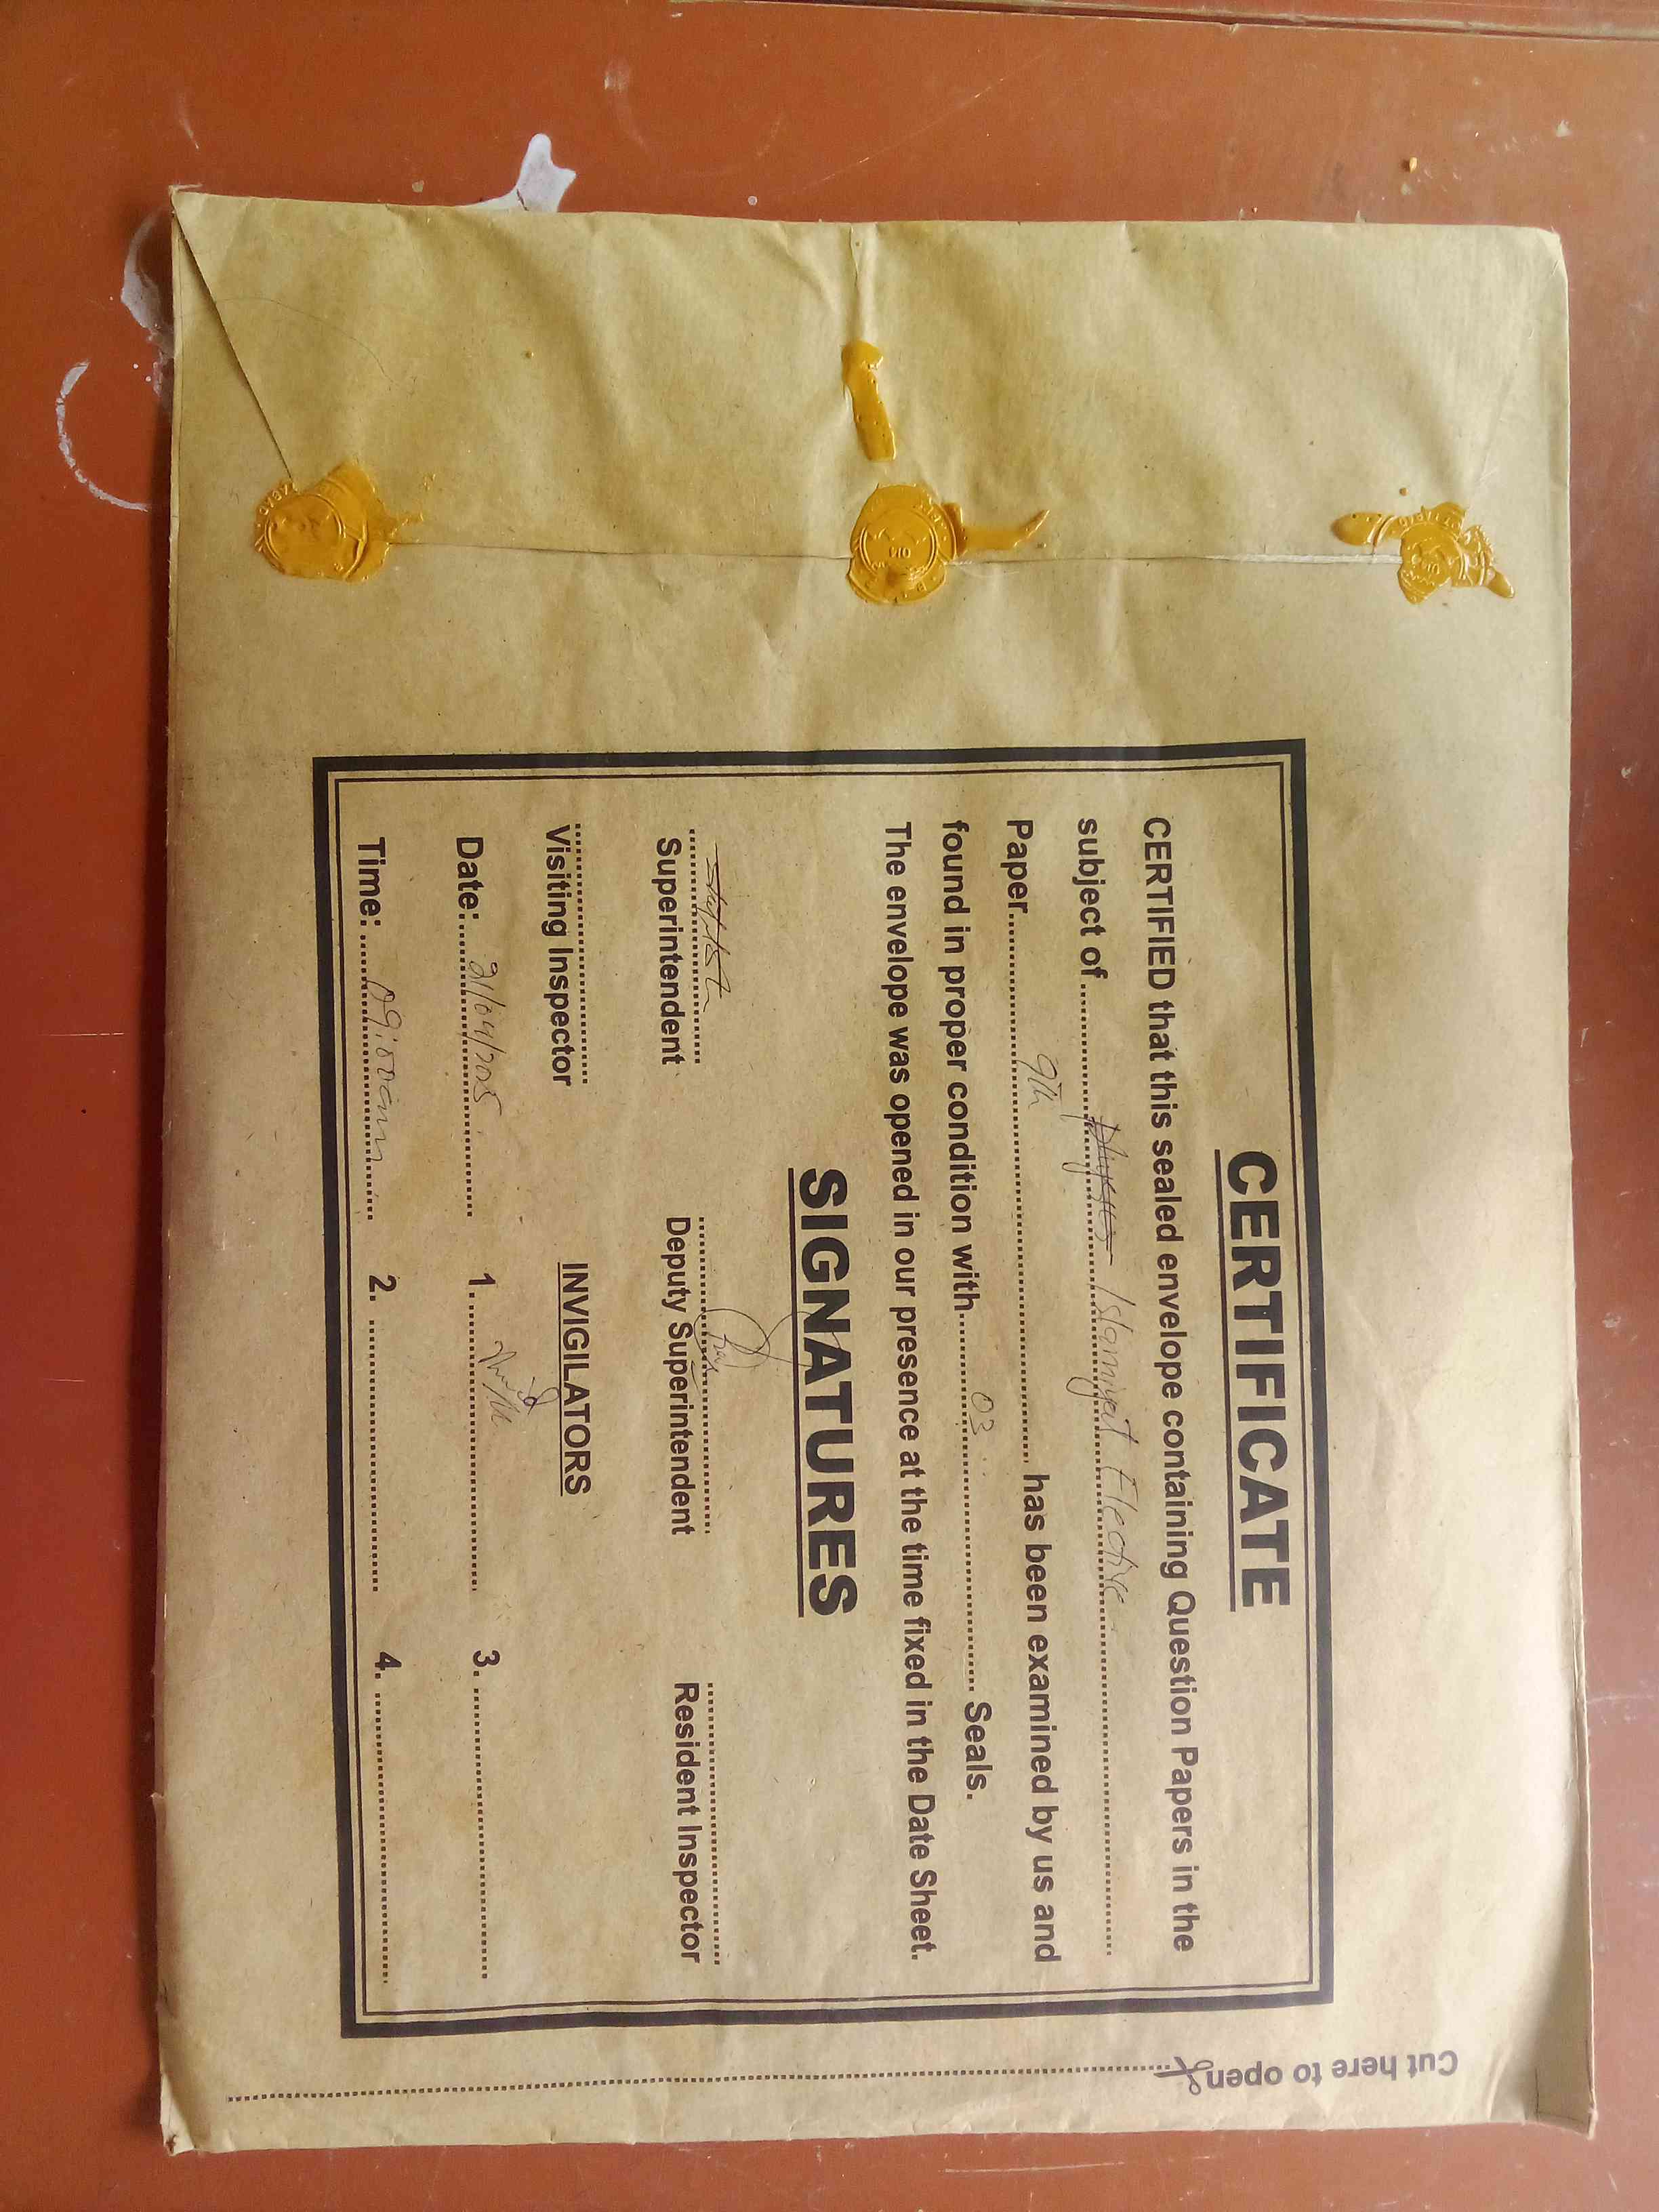 CERTIFICATE
CERTIFIED that this sealed envelope containing Question Papers in the
subject of Physics Islamiyat Elective
Paper 9th has been examined by us and
found in proper condition with 03 Seals.
The envelope was opened in our presence at the time fixed in the Date Sheet.
SIGNATURES
Superintendent Deputy Superintendent Resident Inspector
Visiting Inspector INVIGILATORS
Date: 21/04/2025 1. 3.
Time: 09:00am 2. 4.
Cut here to open